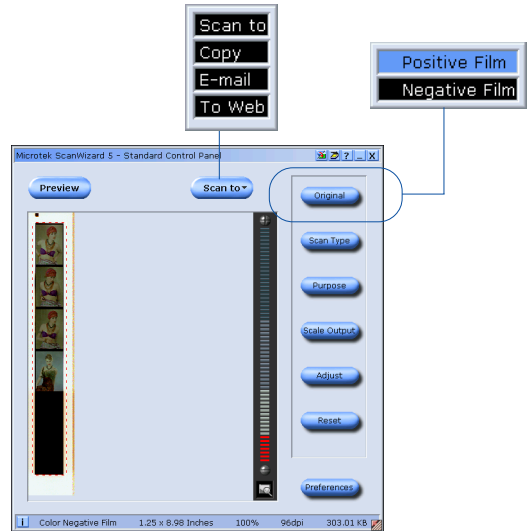 Scan to
Copy
E-mail
To Web
Positive Film
Negative Film
Microtek ScanWizard 5 - Standard Control Panel
? _ X
Preview
Scan to
Original
Scan Type
Purpose
Scale Output
Adjust
Reset
Preferences
i Color Negative Film 1.25 x 8.98 Inches 100% 96dpi 303.01 KB